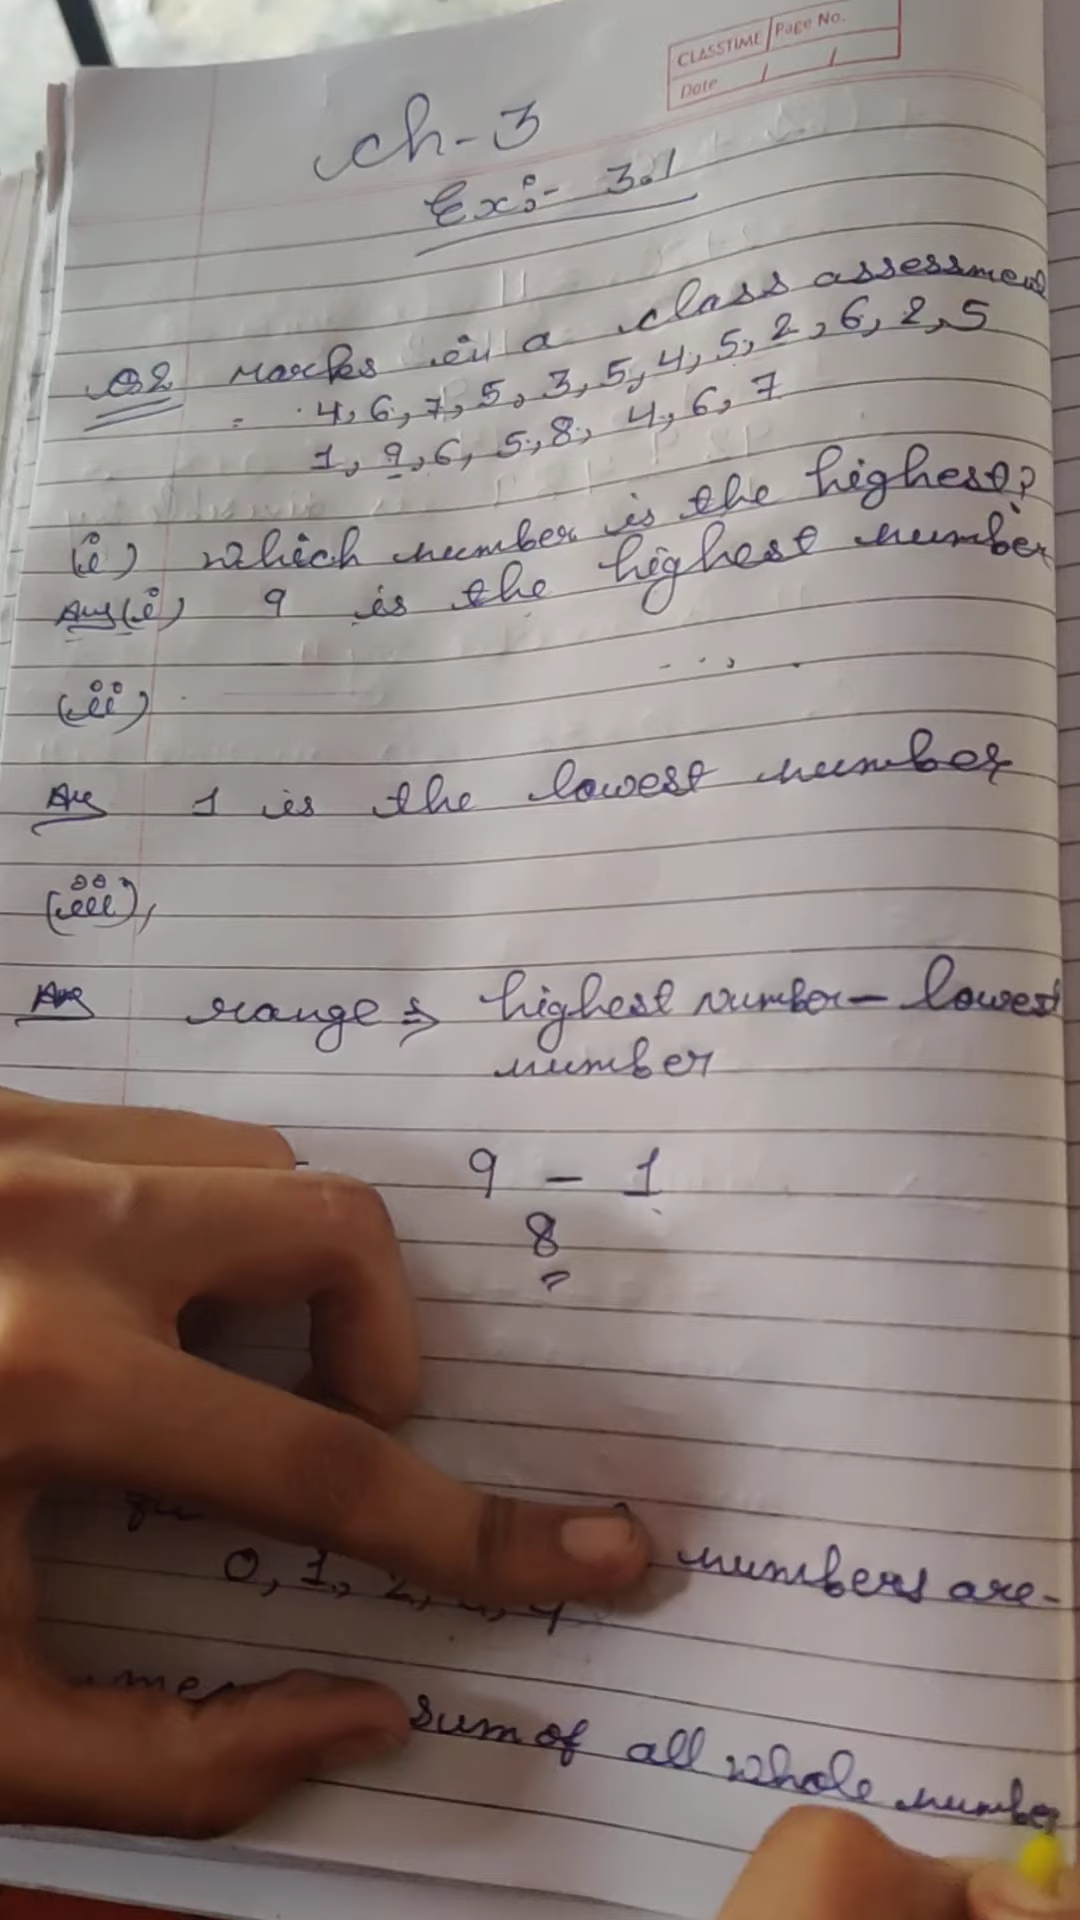 CLASSTIME Page No.
Date / /
Ch-3
Ex:- 3.1
Q2 Marks in a class assessment
= 4, 6, 7, 5, 3, 5, 4, 5, 2, 6, 2, 5
1, 9, 6, 5, 8, 4, 6, 7
(i) Which number is the highest?
Ans(i) 9 is the highest number
(ii)
Ans 1 is the lowest number
(iii),
Ans range ⇒ highest number - lowest
number
9 - 1
8
numbers are-
0, 1, 2, 4
sum of all whole number